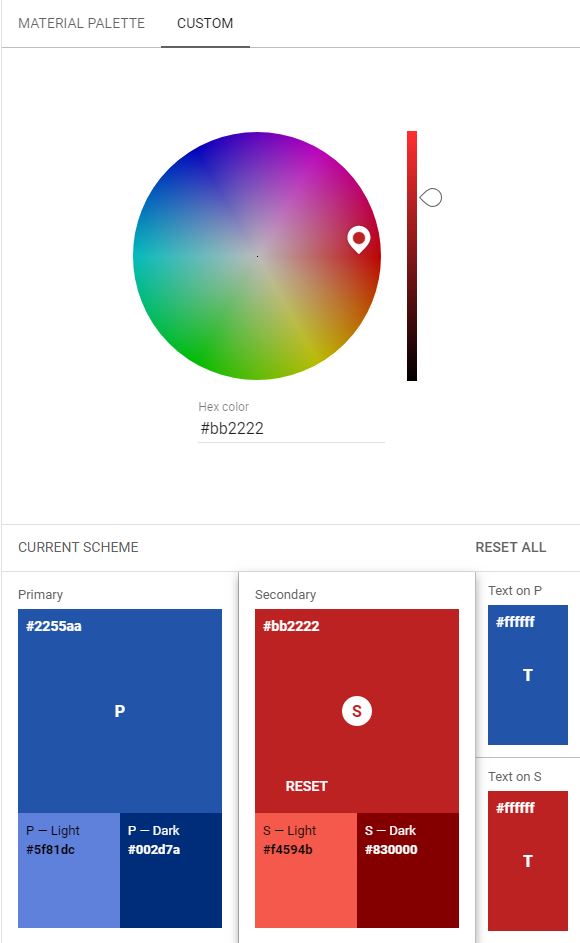 MATERIAL PALETTE
CUSTOM
Hex color
#bb2222
CURRENT SCHEME
RESET ALL
Primary
#2255aa
P
P — Light
#5f81dc
P — Dark
#002d7a
Secondary
#bb2222
S
RESET
S — Light
#f4594b
S — Dark
#830000
Text on P
#ffffff
T
Text on S
#ffffff
T